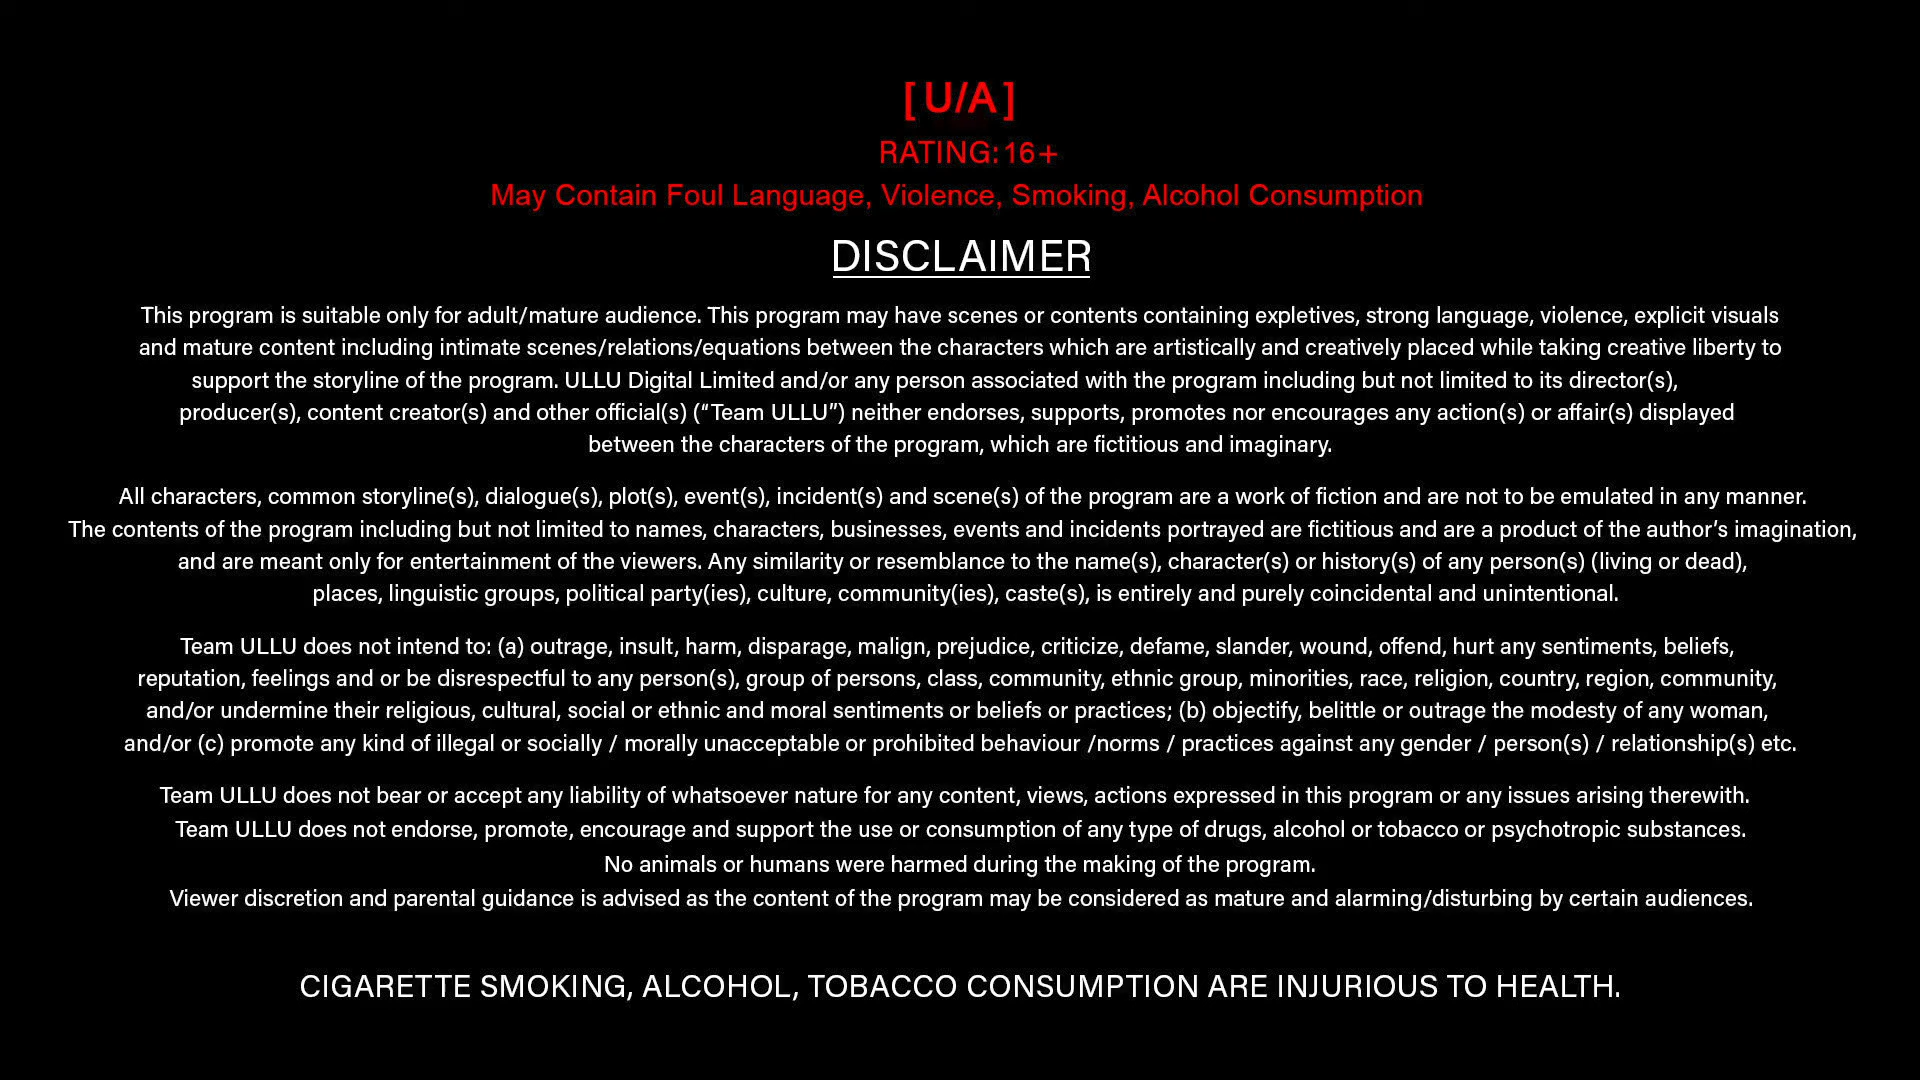 [ U/A ]
RATING: 16+
May Contain Foul Language, Violence, Smoking, Alcohol Consumption
DISCLAIMER
This program is suitable only for adult/mature audience. This program may have scenes or contents containing expletives, strong language, violence, explicit visuals
and mature content including intimate scenes/relations/equations between the characters which are artistically and creatively placed while taking creative liberty to
support the storyline of the program. ULLU Digital Limited and/or any person associated with the program including but not limited to its director(s),
producer(s), content creator(s) and other official(s) (“Team ULLU”) neither endorses, supports, promotes nor encourages any action(s) or affair(s) displayed
between the characters of the program, which are fictitious and imaginary.
All characters, common storyline(s), dialogue(s), plot(s), event(s), incident(s) and scene(s) of the program are a work of fiction and are not to be emulated in any manner.
The contents of the program including but not limited to names, characters, businesses, events and incidents portrayed are fictitious and are a product of the author’s imagination,
and are meant only for entertainment of the viewers. Any similarity or resemblance to the name(s), character(s) or history(s) of any person(s) (living or dead),
places, linguistic groups, political party(ies), culture, community(ies), caste(s), is entirely and purely coincidental and unintentional.
Team ULLU does not intend to: (a) outrage, insult, harm, disparage, malign, prejudice, criticize, defame, slander, wound, offend, hurt any sentiments, beliefs,
reputation, feelings and or be disrespectful to any person(s), group of persons, class, community, ethnic group, minorities, race, religion, country, region, community,
and/or undermine their religious, cultural, social or ethnic and moral sentiments or beliefs or practices; (b) objectify, belittle or outrage the modesty of any woman,
and/or (c) promote any kind of illegal or socially / morally unacceptable or prohibited behaviour /norms / practices against any gender / person(s) / relationship(s) etc.
Team ULLU does not bear or accept any liability of whatsoever nature for any content, views, actions expressed in this program or any issues arising therewith.
Team ULLU does not endorse, promote, encourage and support the use or consumption of any type of drugs, alcohol or tobacco or psychotropic substances.
No animals or humans were harmed during the making of the program.
Viewer discretion and parental guidance is advised as the content of the program may be considered as mature and alarming/disturbing by certain audiences.
CIGARETTE SMOKING, ALCOHOL, TOBACCO CONSUMPTION ARE INJURIOUS TO HEALTH.